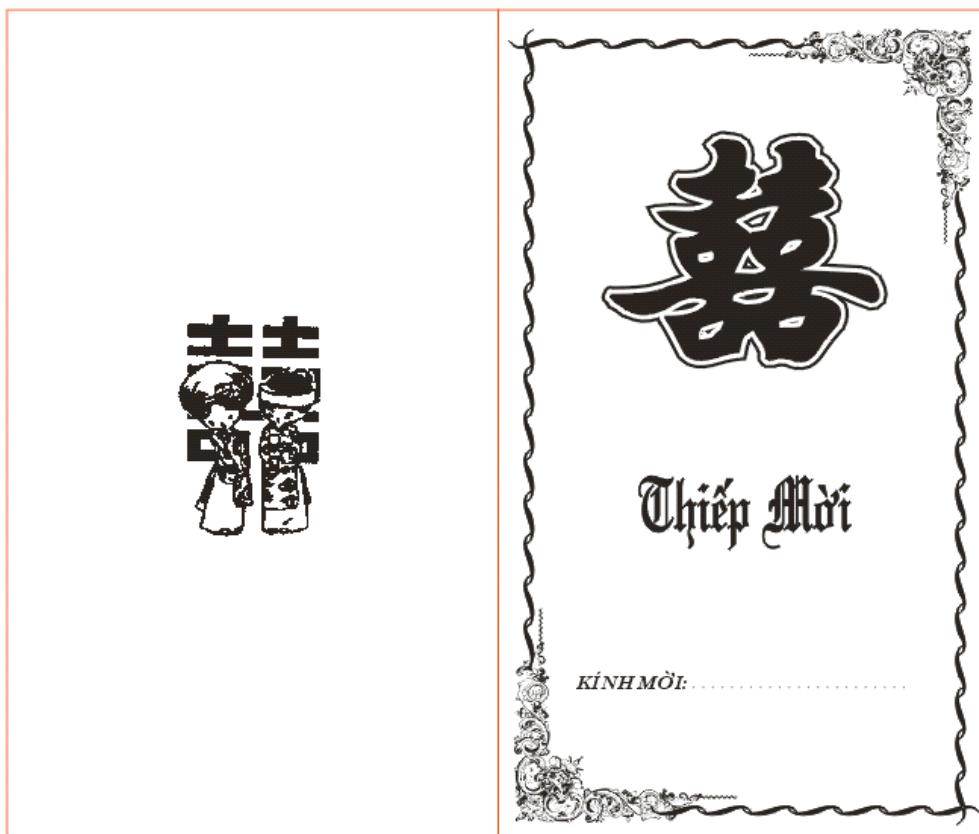 囍
囍
Thiếp Mời
KÍNH MỜI: . . . . . . . . . . . . . . . . . . . . . . .